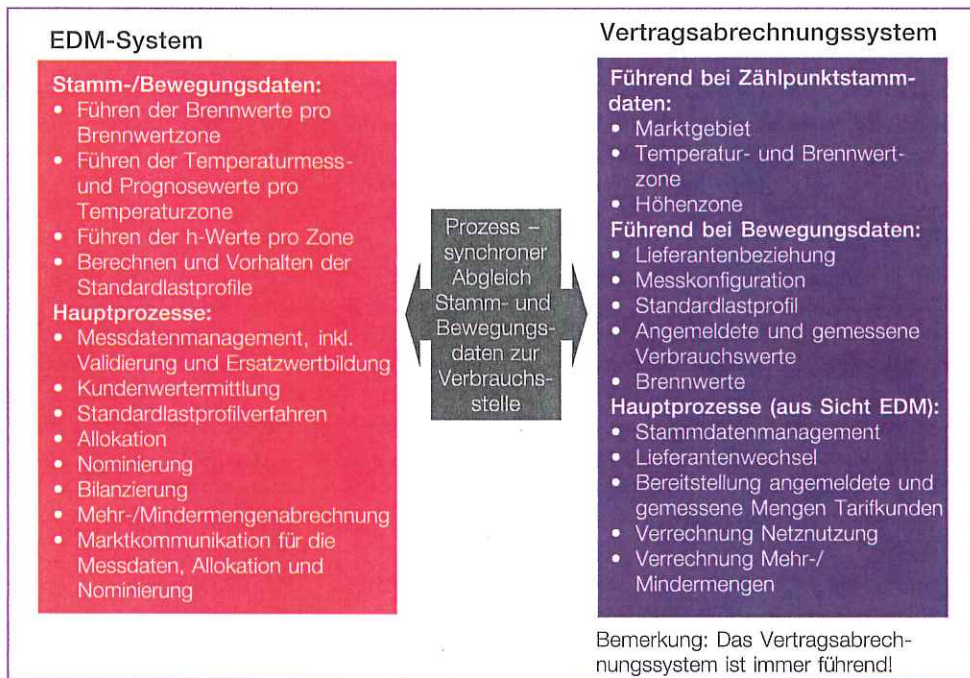 EDM-System
Stamm-/Bewegungsdaten:
• Führen der Brennwerte pro
Brennwertzone
• Führen der Temperaturmess-
und Prognosewerte pro
Temperaturzone
• Führen der h-Werte pro Zone
• Berechnen und Vorhalten der
Standardlastprofile
Hauptprozesse:
• Messdatenmanagement, inkl.
Validierung und Ersatzwertbildung
• Kundenwertermittlung
• Standardlastprofilverfahren
• Allokation
• Nominierung
• Bilanzierung
• Mehr-/Mindermengenabrechnung
• Marktkommunikation für die
Messdaten, Allokation und
Nominierung
Prozess –
synchroner
Abgleich
Stamm- und
Bewegungs-
daten zur
Verbrauchs-
stelle
Vertragsabrechnungssystem
Führend bei Zählpunktstamm-
daten:
• Marktgebiet
• Temperatur- und Brennwert-
zone
• Höhenzone
Führend bei Bewegungsdaten:
• Lieferantenbeziehung
• Messkonfiguration
• Standardlastprofil
• Angemeldete und gemessene
Verbrauchswerte
• Brennwerte
Hauptprozesse (aus Sicht EDM):
• Stammdatenmanagement
• Lieferantenwechsel
• Bereitstellung angemeldete und
gemessene Mengen Tarifkunden
• Verrechnung Netznutzung
• Verrechnung Mehr-/
Mindermengen
Bemerkung: Das Vertragsabrech-
nungssystem ist immer führend!